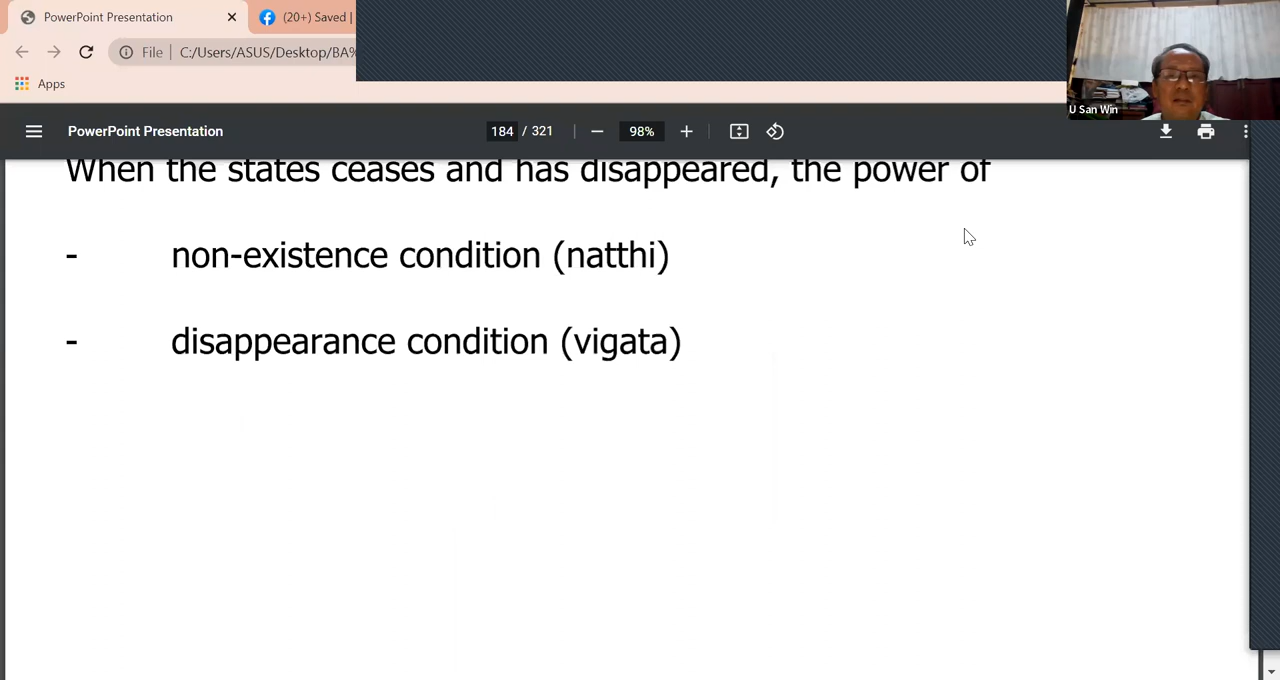 PowerPoint Presentation
(20+) Saved |
File | C:/Users/ASUS/Desktop/BA%
Apps
U San Win
PowerPoint Presentation
184 / 321
98%
When the states ceases and has disappeared, the power of
- non-existence condition (natthi)
- disappearance condition (vigata)